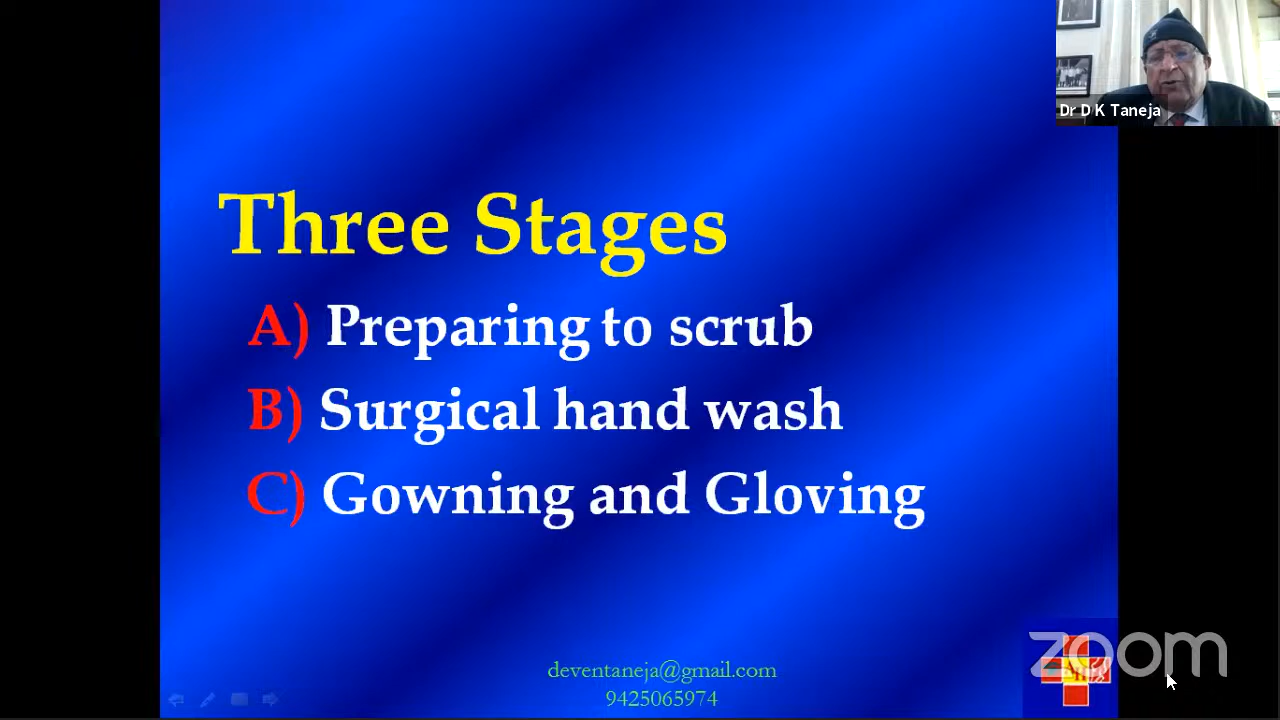 Dr D K Taneja
Three Stages
A) Preparing to scrub
B) Surgical hand wash
C) Gowning and Gloving
deventaneja@gmail.com
9425065974
zoom